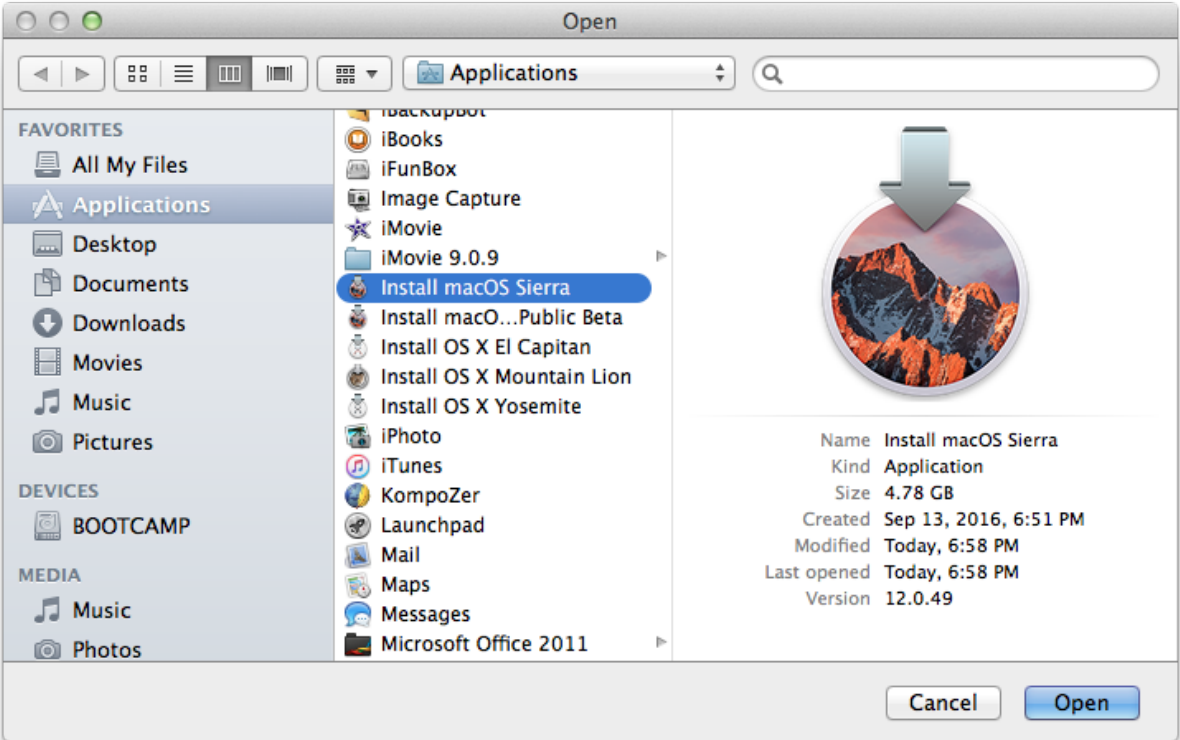 Open
Applications
FAVORITES
All My Files
Applications
Desktop
Documents
Downloads
Movies
Music
Pictures
DEVICES
BOOTCAMP
MEDIA
Music
Photos
iBackupBot
iBooks
iFunBox
Image Capture
iMovie
iMovie 9.0.9
Install macOS Sierra
Install macO...Public Beta
Install OS X El Capitan
Install OS X Mountain Lion
Install OS X Yosemite
iPhoto
iTunes
KompoZer
Launchpad
Mail
Maps
Messages
Microsoft Office 2011
Name Install macOS Sierra
Kind Application
Size 4.78 GB
Created Sep 13, 2016, 6:51 PM
Modified Today, 6:58 PM
Last opened Today, 6:58 PM
Version 12.0.49
Cancel Open